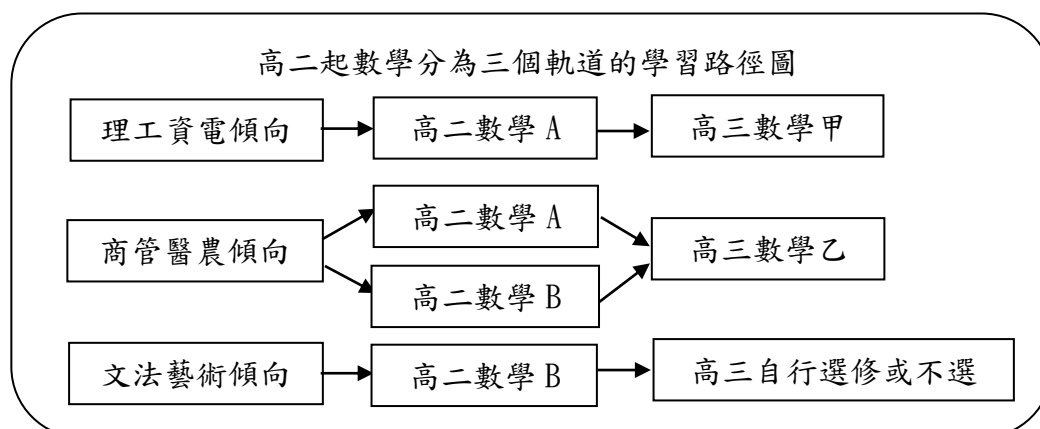 高二起數學分為三個軌道的學習路徑圖
理工資電傾向
高二數學 A
高三數學甲
商管醫農傾向
高二數學 A
高二數學 B
高三數學乙
文法藝術傾向
高二數學 B
高三自行選修或不選